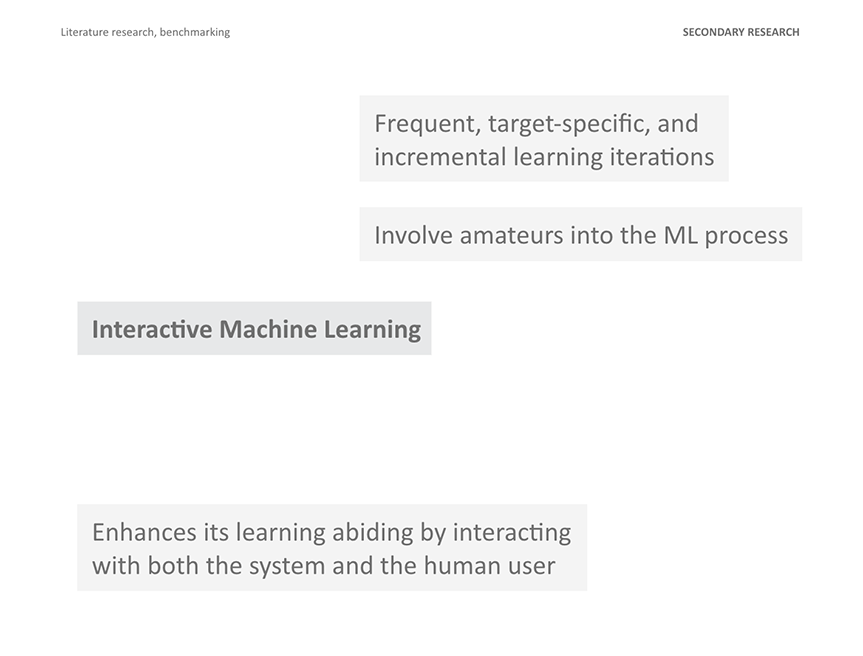 Literature research, benchmarking
SECONDARY RESEARCH
Frequent, target-specific, and
incremental learning iterations
Involve amateurs into the ML process
Interactive Machine Learning
Enhances its learning abiding by interacting
with both the system and the human user